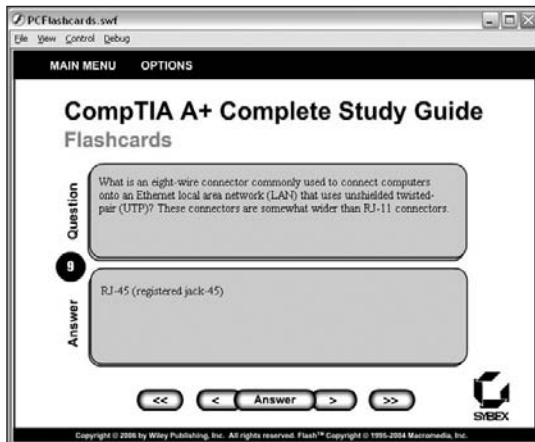 PCFlashcards.swf
File View Control Debug
MAIN MENU OPTIONS
CompTIA A+ Complete Study Guide
Flashcards
Question
What is an eight-wire connector commonly used to connect computers
onto an Ethernet local area network (LAN) that uses unshielded twisted-
pair (UTP)? These connectors are somewhat wider than RJ-11 connectors.
9
Answer
RJ-45 (registered jack-45)
<< < Answer > >>
SYBEX
Copyright © 2006 by Wiley Publishing, Inc. All rights reserved. Flash™ Copyright © 1995-2004 Macromedia, Inc.